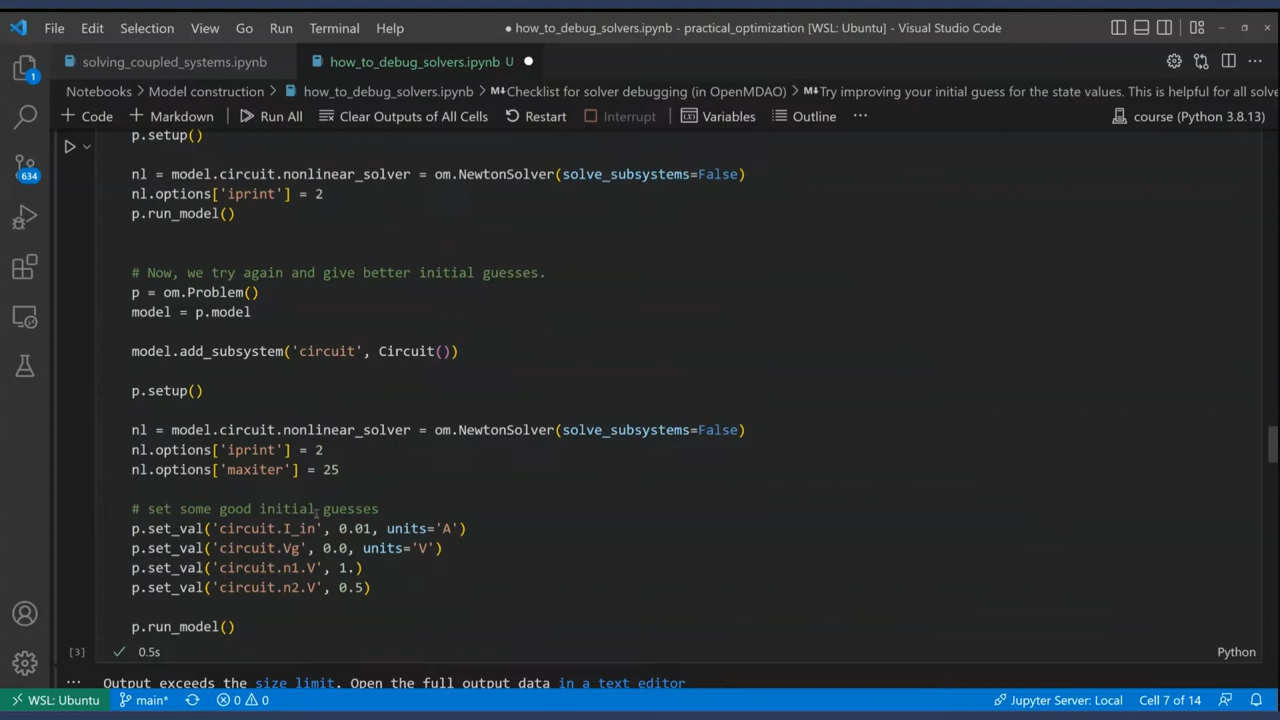 File Edit Selection View Go Run Terminal Help ● how_to_debug_solvers.ipynb - practical_optimization [WSL: Ubuntu] - Visual Studio Code
solving_coupled_systems.ipynb how_to_debug_solvers.ipynb U ●
Notebooks > Model construction > how_to_debug_solvers.ipynb > Checklist for solver debugging (in OpenMDAO) > Try improving your initial guess for the state values. This is helpful for all solve
+ Code + Markdown Run All Clear Outputs of All Cells Restart Interrupt Variables Outline ··· course (Python 3.8.13)
1
634
p.setup()
nl = model.circuit.nonlinear_solver = om.NewtonSolver(solve_subsystems=False)
nl.options['iprint'] = 2
p.run_model()
# Now, we try again and give better initial guesses.
p = om.Problem()
model = p.model
model.add_subsystem('circuit', Circuit())
p.setup()
nl = model.circuit.nonlinear_solver = om.NewtonSolver(solve_subsystems=False)
nl.options['iprint'] = 2
nl.options['maxiter'] = 25
# set some good initial guesses
p.set_val('circuit.I_in', 0.01, units='A')
p.set_val('circuit.Vg', 0.0, units='V')
p.set_val('circuit.n1.V', 1.)
p.set_val('circuit.n2.V', 0.5)
p.run_model()
[3] ✓ 0.5s Python
··· Output exceeds the size limit. Open the full output data in a text editor
WSL: Ubuntu main* 0 0 Jupyter Server: Local Cell 7 of 14